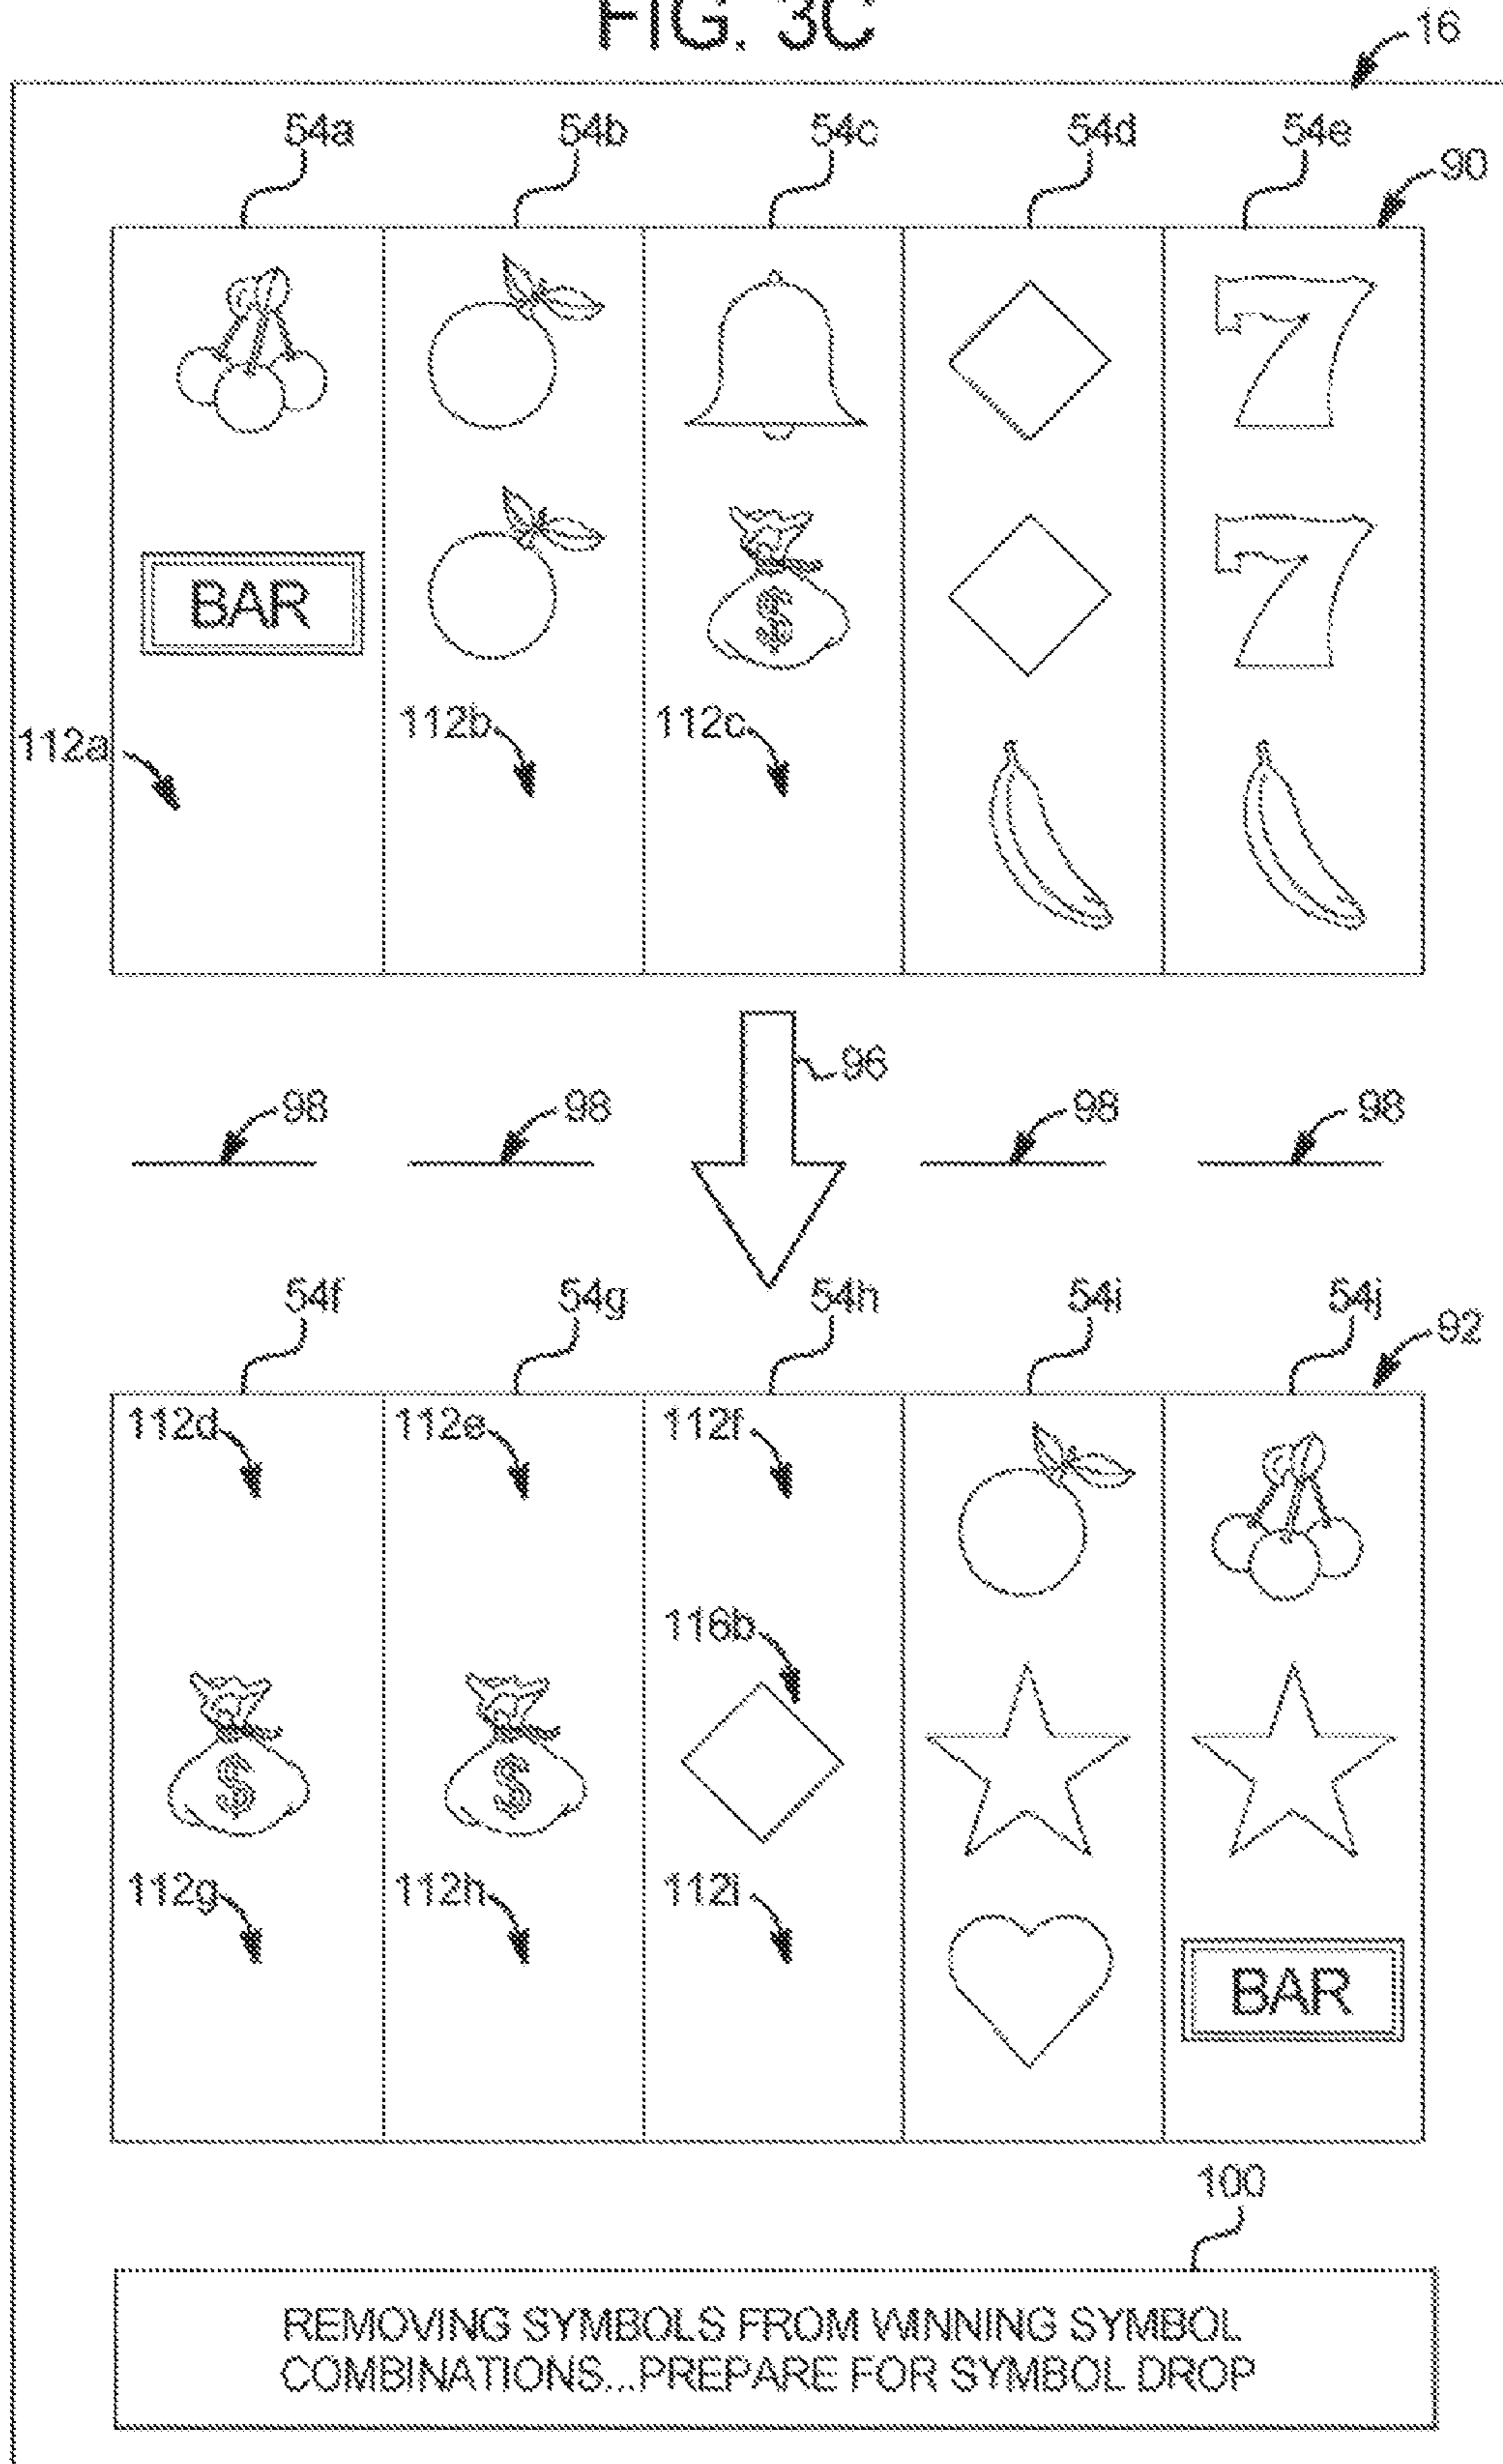 FIG. 3C
16
54a 54b 54c 54d 54e
90
BAR
$
112a 112b 112c
96
98 98 98 98
54f 54g 54h 54i 54j
92
112d 112e 112f
116b
$ $
112g 112h 112i
BAR
100
REMOVING SYMBOLS FROM WINNING SYMBOL
COMBINATIONS...PREPARE FOR SYMBOL DROP